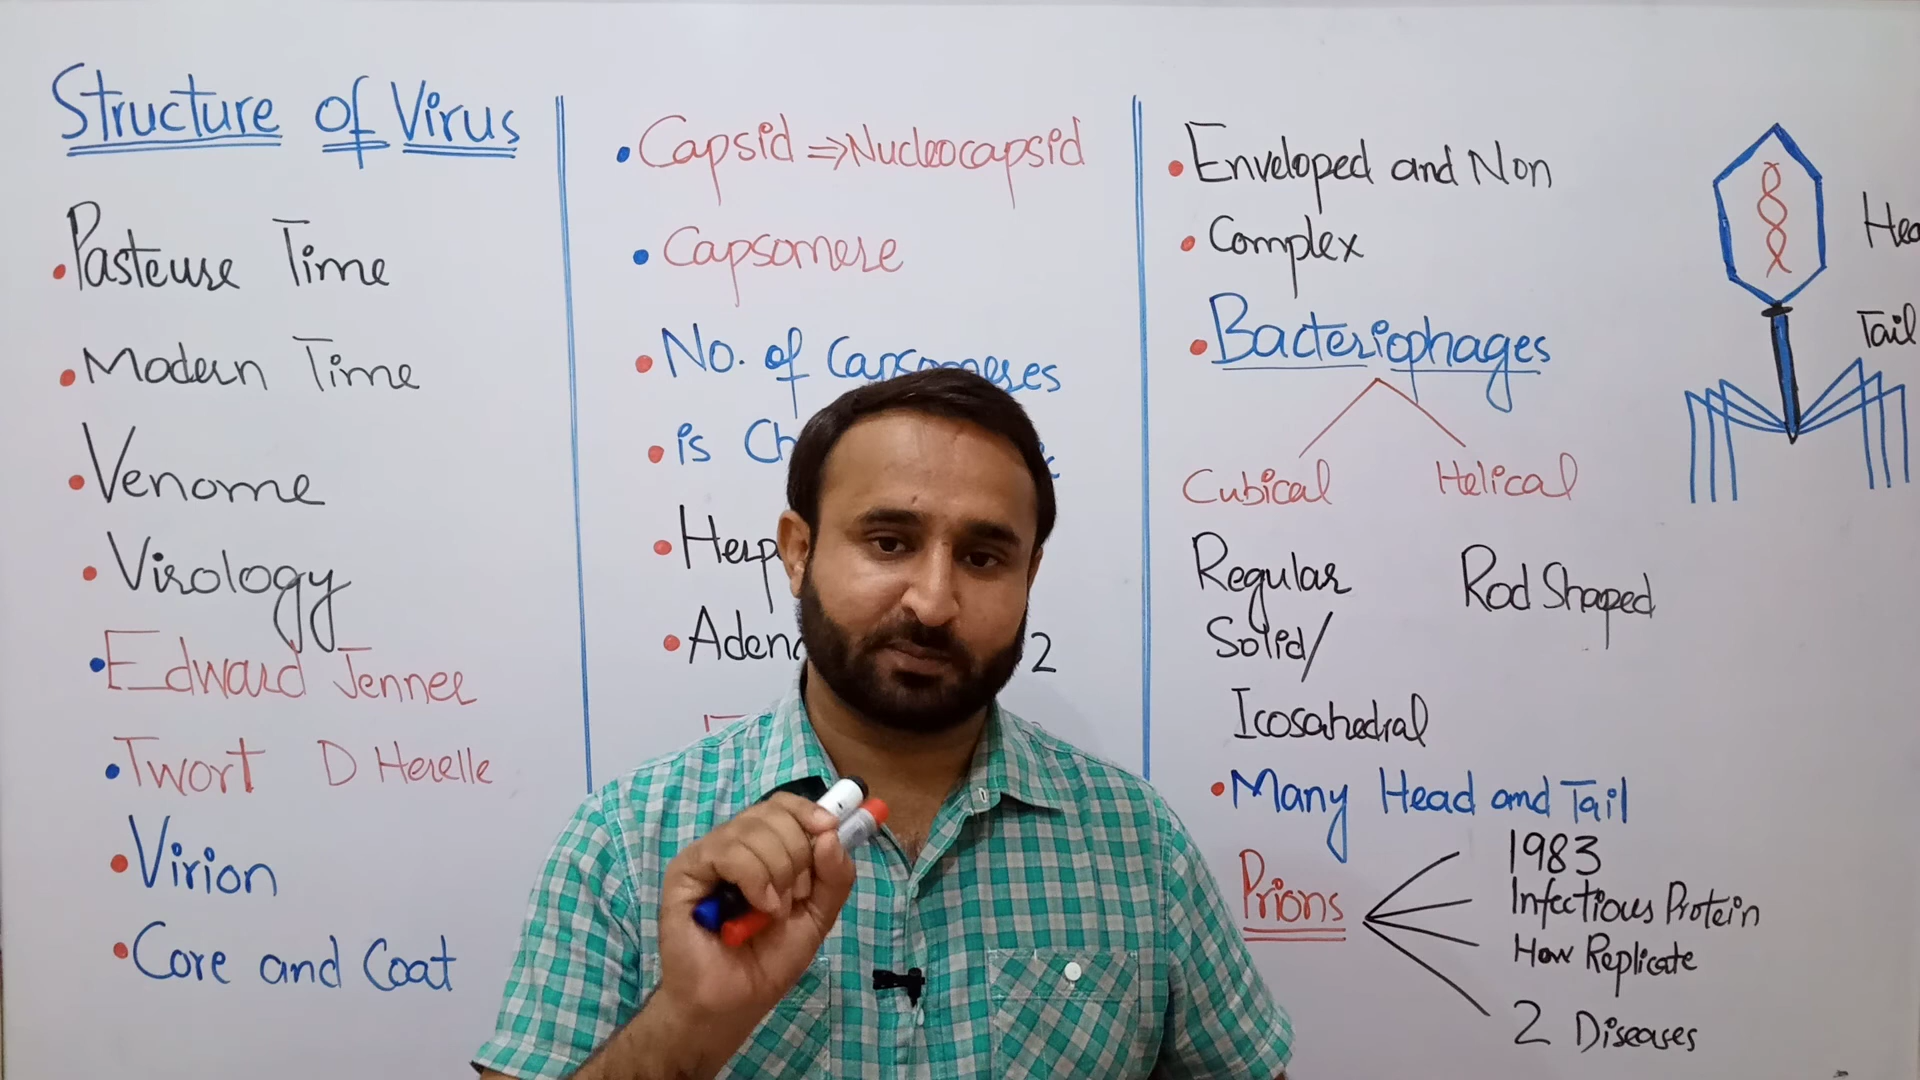 Structure of Virus
Pasteure Time
Modern Time
Venome
Virology
Edward Jenner
Twort D Herelle
Virion
Core and Coat
Capsid ⇒ Nucleocapsid
Capsomere
No. of Capsomeres
is
2
Enveloped and Non
Complex
Bacteriophages
Cubical Helical
Regular Rod Shaped
Solid/
Icosahedral
Many Head and Tail
Prions
1983
Infectious Protein
How Replicate
2 Diseases
Tail